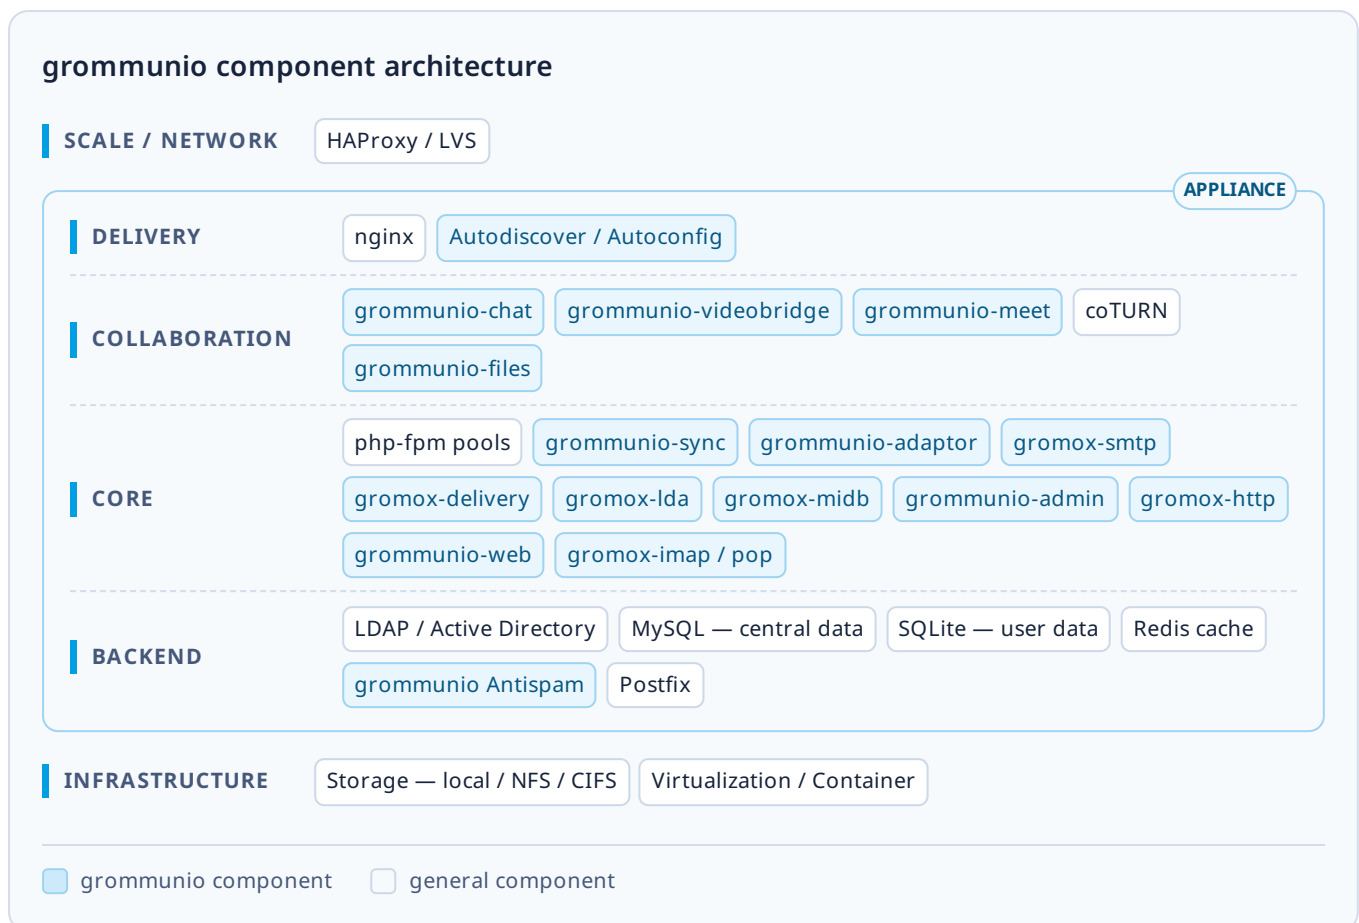 grommunio component architecture
SCALE / NETWORK HAProxy / LVS
APPLIANCE
DELIVERY nginx Autodiscover / Autoconfig
COLLABORATION grommunio-chat grommunio-videobridge grommunio-meet coTURN
grommunio-files
CORE php-fpm pools grommunio-sync grommunio-adaptor gromox-smtp
gromox-delivery gromox-lda gromox-midb grommunio-admin gromox-http
grommunio-web gromox-imap / pop
BACKEND LDAP / Active Directory MySQL — central data SQLite — user data Redis cache
grommunio Antispam Postfix
INFRASTRUCTURE Storage — local / NFS / CIFS Virtualization / Container
grommunio component general component